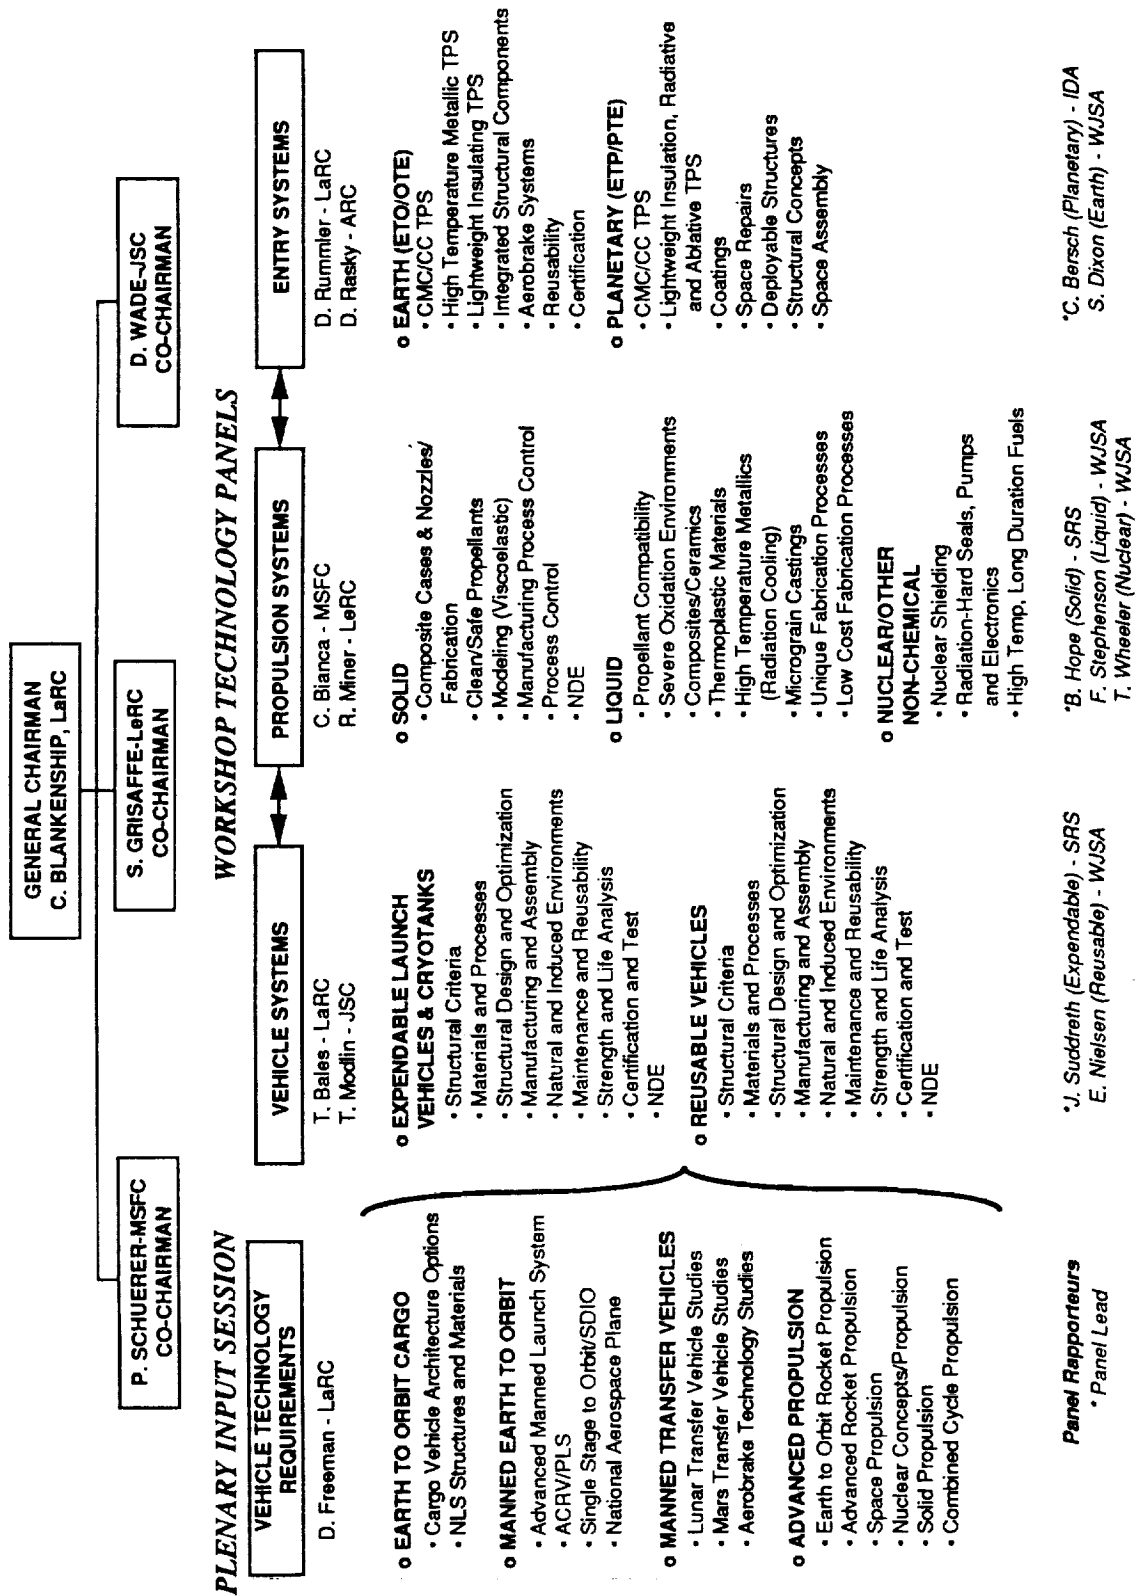 GENERAL CHAIRMAN
C. BLANKENSHIP, LaRC
P. SCHUERER-MSFC
CO-CHAIRMAN
S. GRISAFFE-LeRC
CO-CHAIRMAN
D. WADE-JSC
CO-CHAIRMAN
PLENARY INPUT SESSION
WORKSHOP TECHNOLOGY PANELS
VEHICLE TECHNOLOGY
REQUIREMENTS
D. Freeman - LaRC
o EARTH TO ORBIT CARGO
• Cargo Vehicle Architecture Options
• NLS Structures and Materials
o MANNED EARTH TO ORBIT
• Advanced Manned Launch System
• ACRV/PLS
• Single Stage to Orbit/SDIO
• National Aerospace Plane
o MANNED TRANSFER VEHICLES
• Lunar Transfer Vehicle Studies
• Mars Transfer Vehicle Studies
• Aerobrake Technology Studies
o ADVANCED PROPULSION
• Earth to Orbit Rocket Propulsion
• Advanced Rocket Propulsion
• Space Propulsion
• Nuclear Concepts/Propulsion
• Solid Propulsion
• Combined Cycle Propulsion
VEHICLE SYSTEMS
T. Bales - LaRC
T. Modlin - JSC
o EXPENDABLE LAUNCH
VEHICLES & CRYOTANKS
• Structural Criteria
• Materials and Processes
• Structural Design and Optimization
• Manufacturing and Assembly
• Natural and Induced Environments
• Maintenance and Reusability
• Strength and Life Analysis
• Certification and Test
• NDE
o REUSABLE VEHICLES
• Structural Criteria
• Materials and Processes
• Structural Design and Optimization
• Manufacturing and Assembly
• Natural and Induced Environments
• Maintenance and Reusability
• Strength and Life Analysis
• Certification and Test
• NDE
PROPULSION SYSTEMS
C. Bianca - MSFC
R. Miner - LeRC
o SOLID
• Composite Cases & Nozzles/
Fabrication
• Clean/Safe Propellants
• Modeling (Viscoelastic)
• Manufacturing Process Control
• Process Control
• NDE
o LIQUID
• Propellant Compatibility
• Severe Oxidation Environments
• Composites/Ceramics
• Thermoplastic Materials
• High Temperature Metallics
(Radiation Cooling)
• Micrograin Castings
• Unique Fabrication Processes
• Low Cost Fabrication Processes
o NUCLEAR/OTHER
NON-CHEMICAL
• Nuclear Shielding
• Radiation-Hard Seals, Pumps
and Electronics
• High Temp, Long Duration Fuels
ENTRY SYSTEMS
D. Rummler - LaRC
D. Rasky - ARC
o EARTH (ETO/OTE)
• CMC/CC TPS
• High Temperature Metallic TPS
• Lightweight Insulating TPS
• Integrated Structural Components
• Aerobrake Systems
• Reusability
• Certification
o PLANETARY (ETP/PTE)
• CMC/CC TPS
• Lightweight Insulation, Radiative
and Ablative TPS
• Coatings
• Space Repairs
• Deployable Structures
• Structural Concepts
• Space Assembly
Panel Rapporteurs
* Panel Lead
*J. Suddreth (Expendable) - SRS
E. Nielsen (Reusable) - WJSA
*B. Hope (Solid) - SRS
F. Stephenson (Liquid) - WJSA
T. Wheeler (Nuclear) - WJSA
*C. Bersch (Planetary) - IDA
S. Dixon (Earth) - WJSA